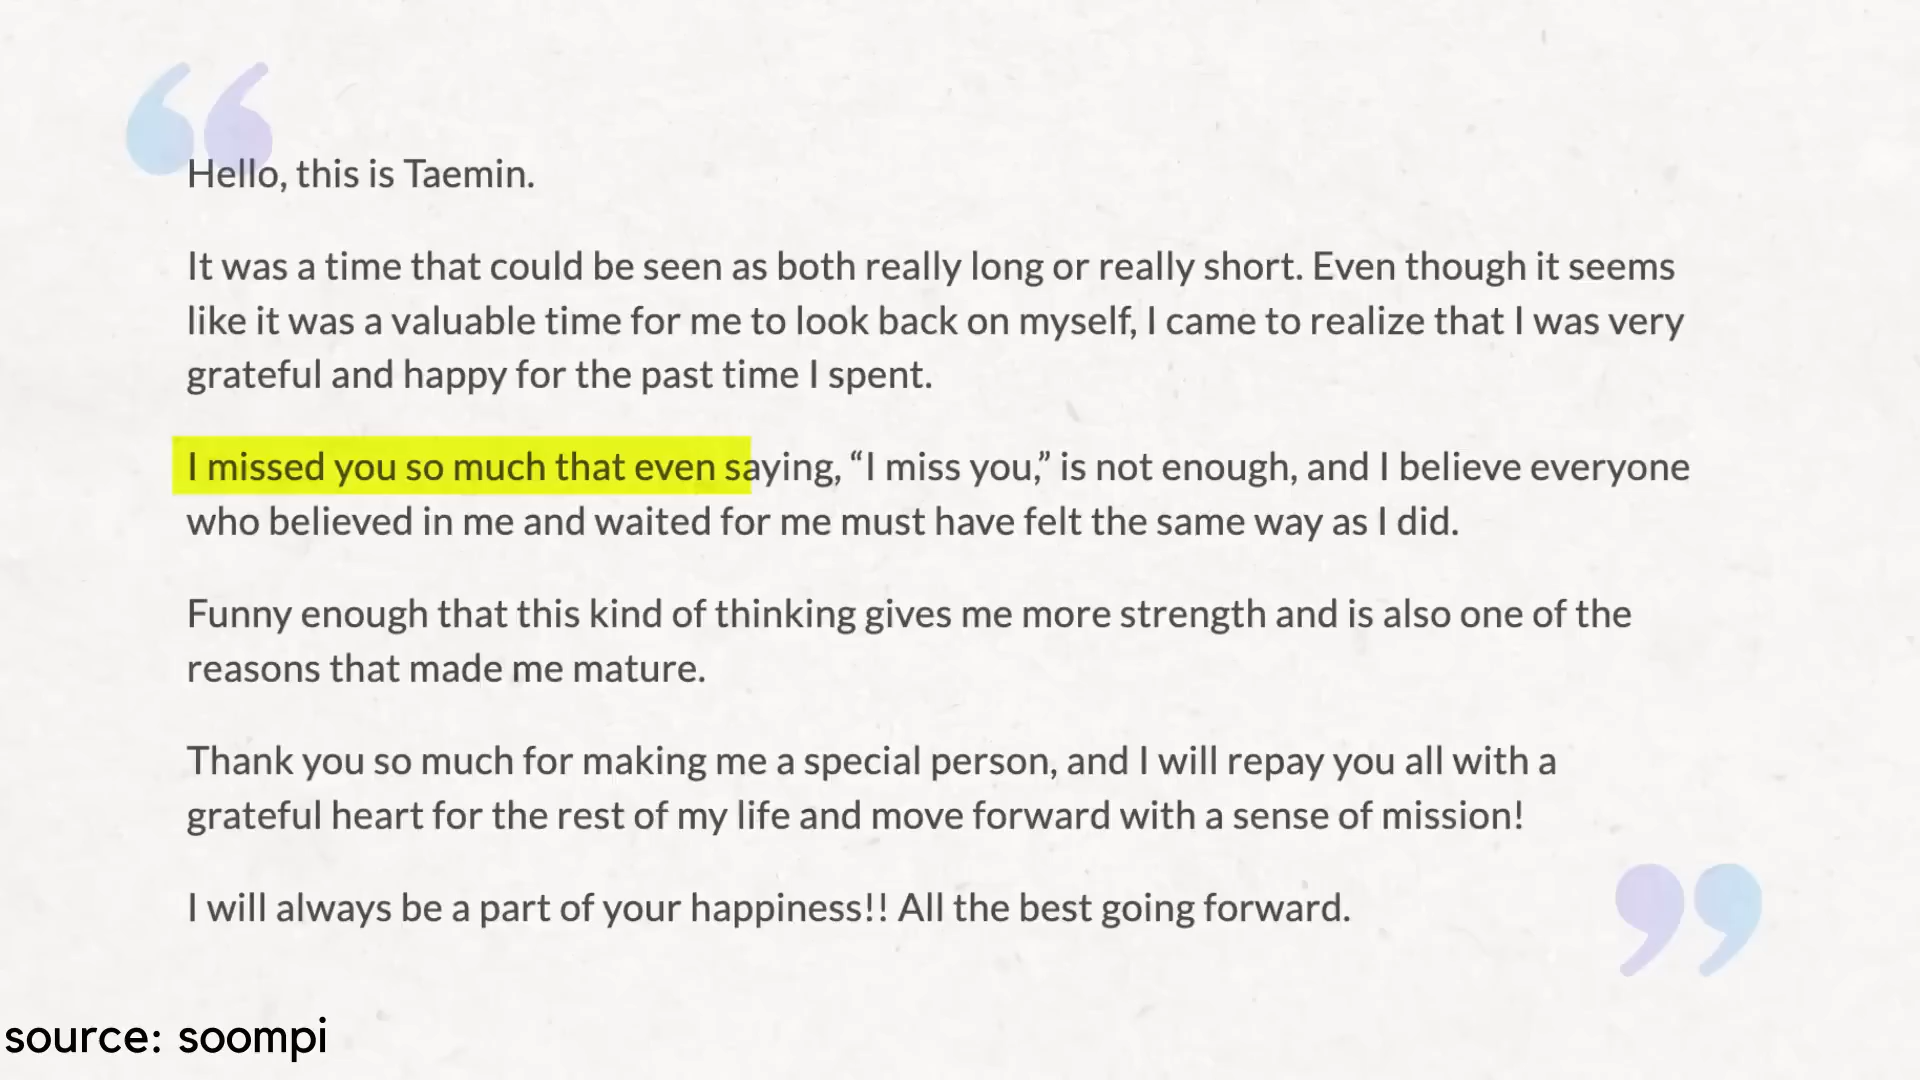 Hello, this is Taemin.
It was a time that could be seen as both really long or really short. Even though it seems
like it was a valuable time for me to look back on myself, I came to realize that I was very
grateful and happy for the past time I spent.
I missed you so much that even saying, “I miss you,” is not enough, and I believe everyone
who believed in me and waited for me must have felt the same way as I did.
Funny enough that this kind of thinking gives me more strength and is also one of the
reasons that made me mature.
Thank you so much for making me a special person, and I will repay you all with a
grateful heart for the rest of my life and move forward with a sense of mission!
I will always be a part of your happiness!! All the best going forward.
source: soompi